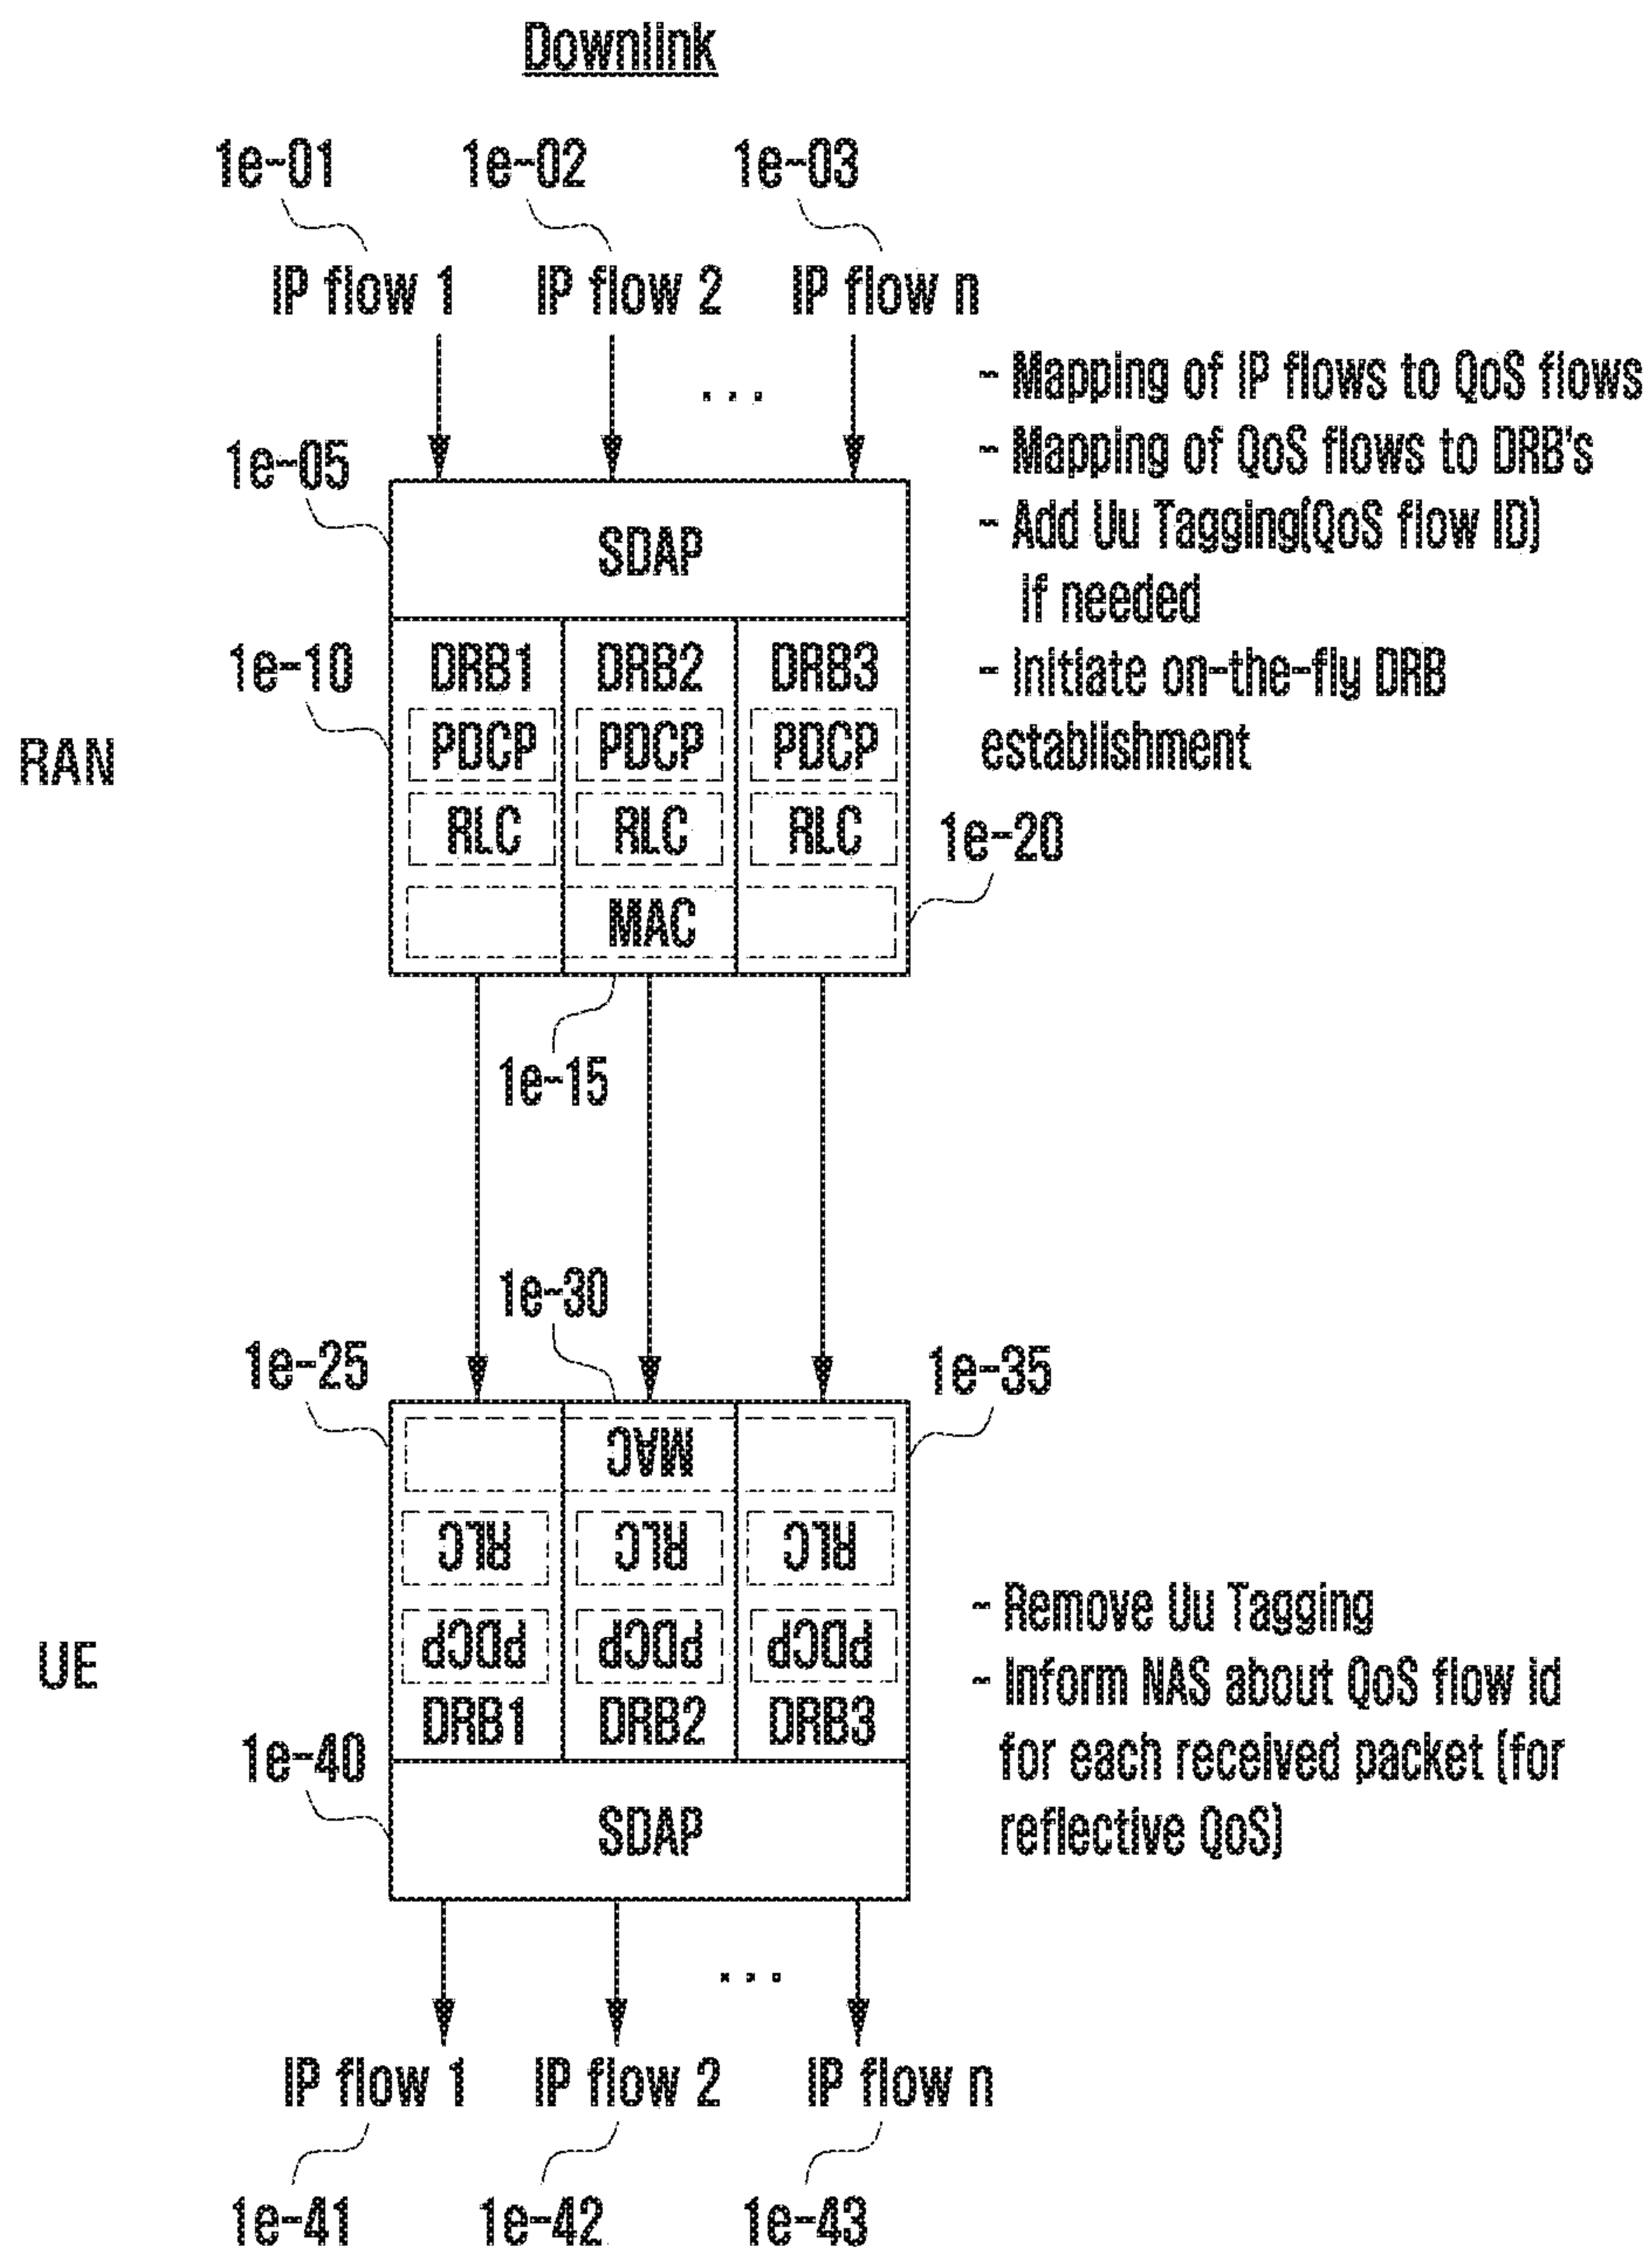 Downlink
1e-01 1e-02 1e-03
IP flow 1 IP flow 2 IP flow n
- Mapping of IP flows to QoS flows
- Mapping of QoS flows to DRB's
- Add Uu Tagging(QoS flow ID)
if needed
- Initiate on-the-fly DRB
establishment
1e-05
SDAP
1e-10
DRB1 DRB2 DRB3
PDCP PDCP PDCP
RAN
RLC RLC RLC
1e-20
MAC
1e-15
1e-30
1e-25
1e-35
MAC
RLC RLC RLC
PDCP PDCP PDCP
UE
DRB1 DRB2 DRB3
- Remove Uu Tagging
- Inform NAS about QoS flow id
for each received packet (for
reflective QoS)
1e-40
SDAP
IP flow 1 IP flow 2 IP flow n
1e-41 1e-42 1e-43